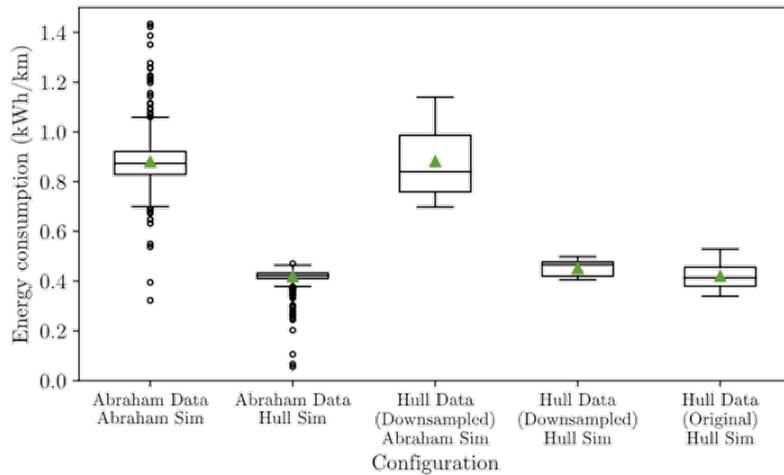 Energy consumption (kWh/km)
1.4
1.2
1.0
0.8
0.6
0.4
0.2
0.0
Abraham Data
Abraham Sim
Abraham Data
Hull Sim
Hull Data
(Downsampled)
Abraham Sim
Hull Data
(Downsampled)
Hull Sim
Hull Data
(Original)
Hull Sim
Configuration